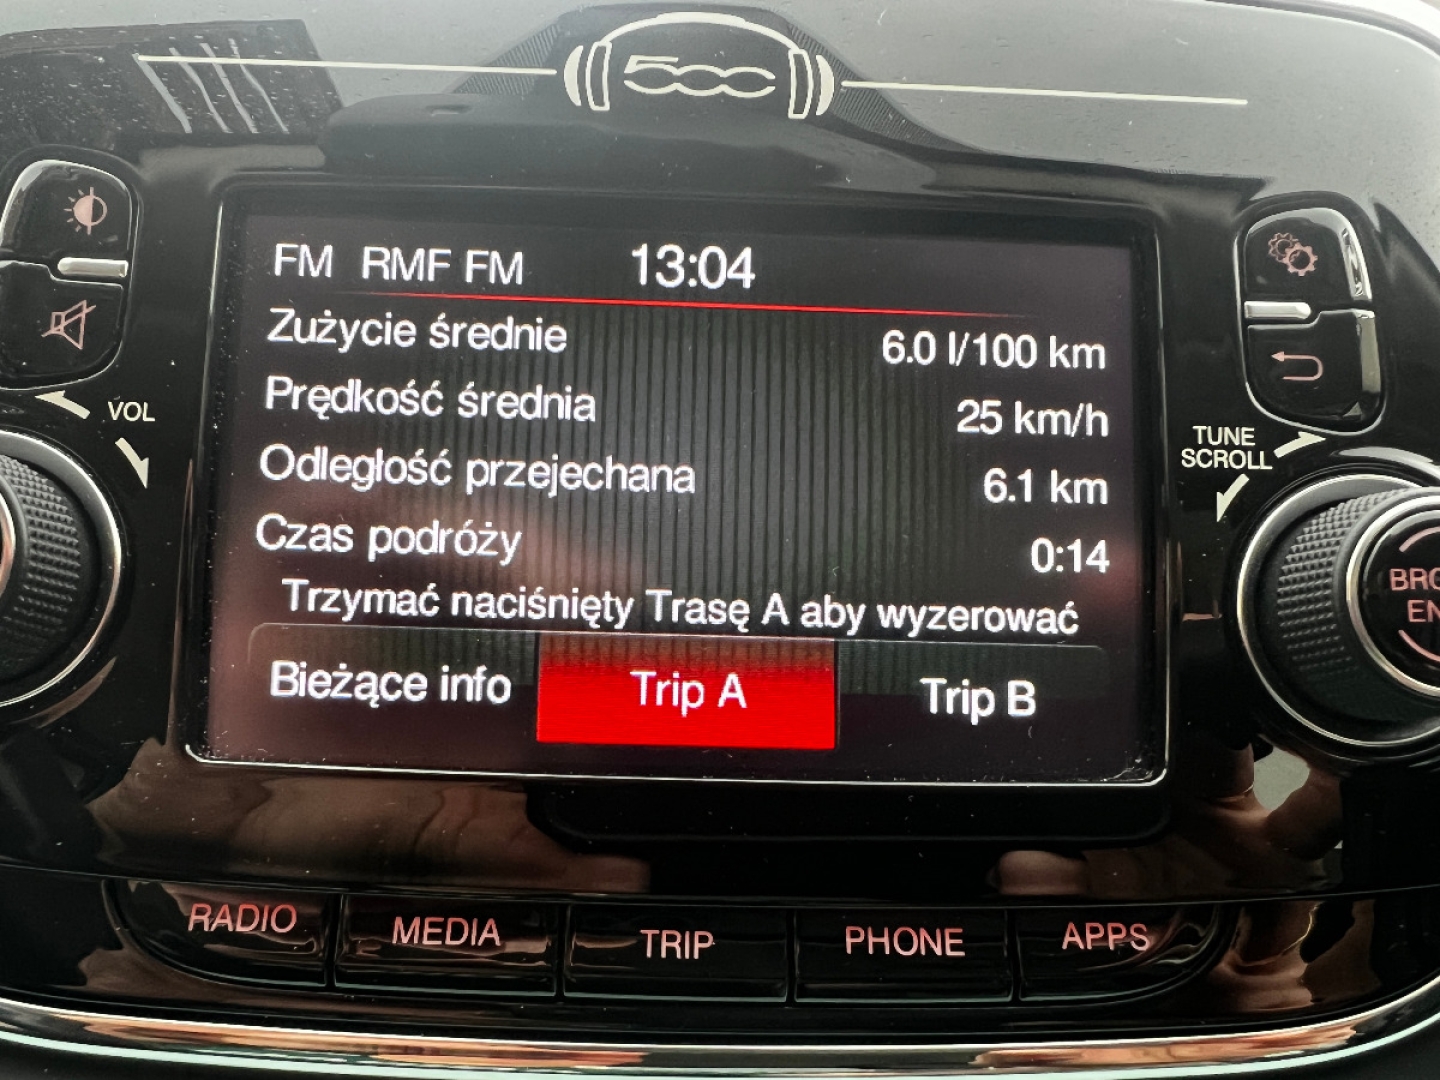 500
FM RMF FM 13:04
Zużycie średnie 6.0 l/100 km
Prędkość średnia 25 km/h
Odległość przejechana 6.1 km
Czas podróży 0:14
Trzymać naciśnięty Trasę A aby wyzerować
Bieżące info Trip A Trip B
VOL
TUNE
SCROLL
RADIO MEDIA TRIP PHONE APPS